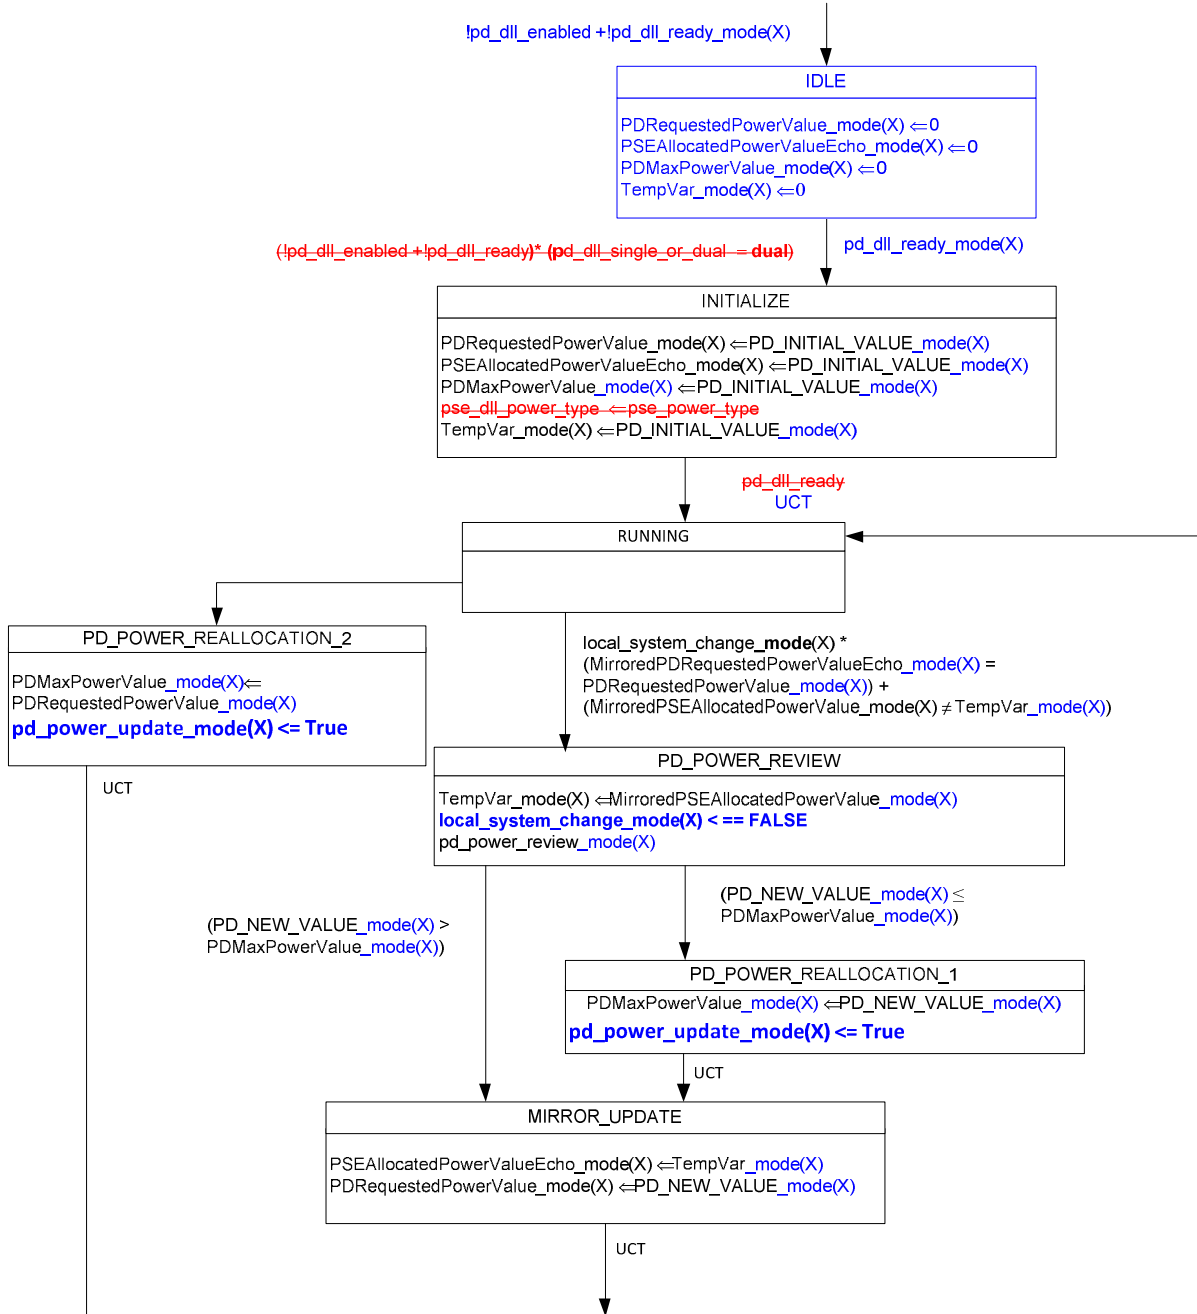 !pd_dll_enabled +!pd_dll_ready_mode(X)
IDLE
PDRequestedPowerValue_mode(X) ⇐0
PSEAllocatedPowerValueEcho_mode(X) ⇐0
PDMaxPowerValue_mode(X) ⇐0
TempVar_mode(X) ⇐0
(!pd_dll_enabled +!pd_dll_ready)* (pd_dll_single_or_dual = dual)
pd_dll_ready_mode(X)
INITIALIZE
PDRequestedPowerValue_mode(X) ⇐PD_INITIAL_VALUE_mode(X)
PSEAllocatedPowerValueEcho_mode(X) ⇐PD_INITIAL_VALUE_mode(X)
PDMaxPowerValue_mode(X) ⇐PD_INITIAL_VALUE_mode(X)
pse_dll_power_type ⇐pse_power_type
TempVar_mode(X) ⇐PD_INITIAL_VALUE_mode(X)
pd_dll_ready
UCT
RUNNING
PD_POWER_REALLOCATION_2
PDMaxPowerValue_mode(X)⇐
PDRequestedPowerValue_mode(X)
pd_power_update_mode(X) <= True
UCT
local_system_change_mode(X) *
(MirroredPDRequestedPowerValueEcho_mode(X) =
PDRequestedPowerValue_mode(X)) +
(MirroredPSEAllocatedPowerValue_mode(X) ≠ TempVar_mode(X))
PD_POWER_REVIEW
TempVar_mode(X) ⇐MirroredPSEAllocatedPowerValue_mode(X)
local_system_change_mode(X) < == FALSE
pd_power_review_mode(X)
(PD_NEW_VALUE_mode(X) >
PDMaxPowerValue_mode(X))
(PD_NEW_VALUE_mode(X) ≤
PDMaxPowerValue_mode(X))
PD_POWER_REALLOCATION_1
PDMaxPowerValue_mode(X) ⇐PD_NEW_VALUE_mode(X)
pd_power_update_mode(X) <= True
UCT
MIRROR_UPDATE
PSEAllocatedPowerValueEcho_mode(X) ⇐TempVar_mode(X)
PDRequestedPowerValue_mode(X) ⇐PD_NEW_VALUE_mode(X)
UCT